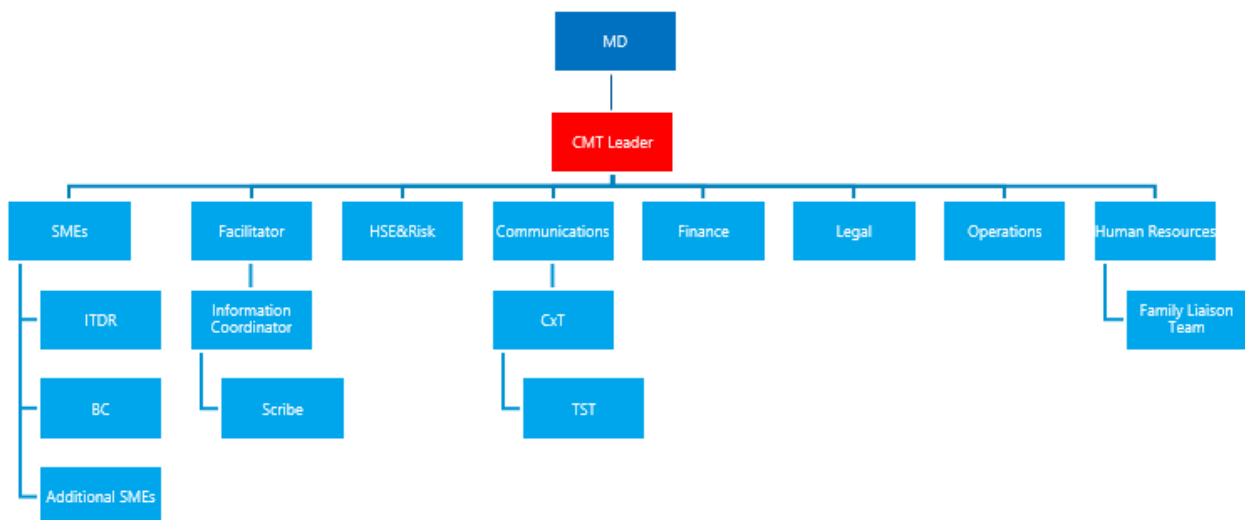 MD
CMT Leader
SMEs
Facilitator
HSE&Risk
Communications
Finance
Legal
Operations
Human Resources
ITDR
Information
Coordinator
CxT
Family Liaison
Team
BC
Scribe
TST
Additional SMEs